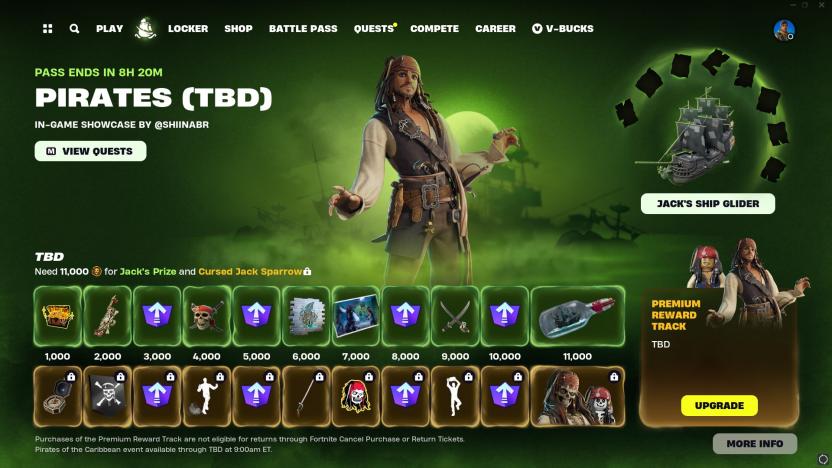 PLAY
LOCKER
SHOP
BATTLE PASS
QUESTS
COMPETE
CAREER
V-BUCKS
PASS ENDS IN 8H 20M
PIRATES (TBD)
IN-GAME SHOWCASE BY @SHIINABR
M VIEW QUESTS
JACK'S SHIP GLIDER
TBD
Need 11,000 for Jack's Prize and Cursed Jack Sparrow
1,000
2,000
3,000
4,000
5,000
6,000
7,000
8,000
9,000
10,000
11,000
PREMIUM
REWARD
TRACK
TBD
UPGRADE
Purchases of the Premium Reward Track are not eligible for returns through Fortnite Cancel Purchase or Return Tickets.
Pirates of the Caribbean event available through TBD at 9:00am ET.
MORE INFO